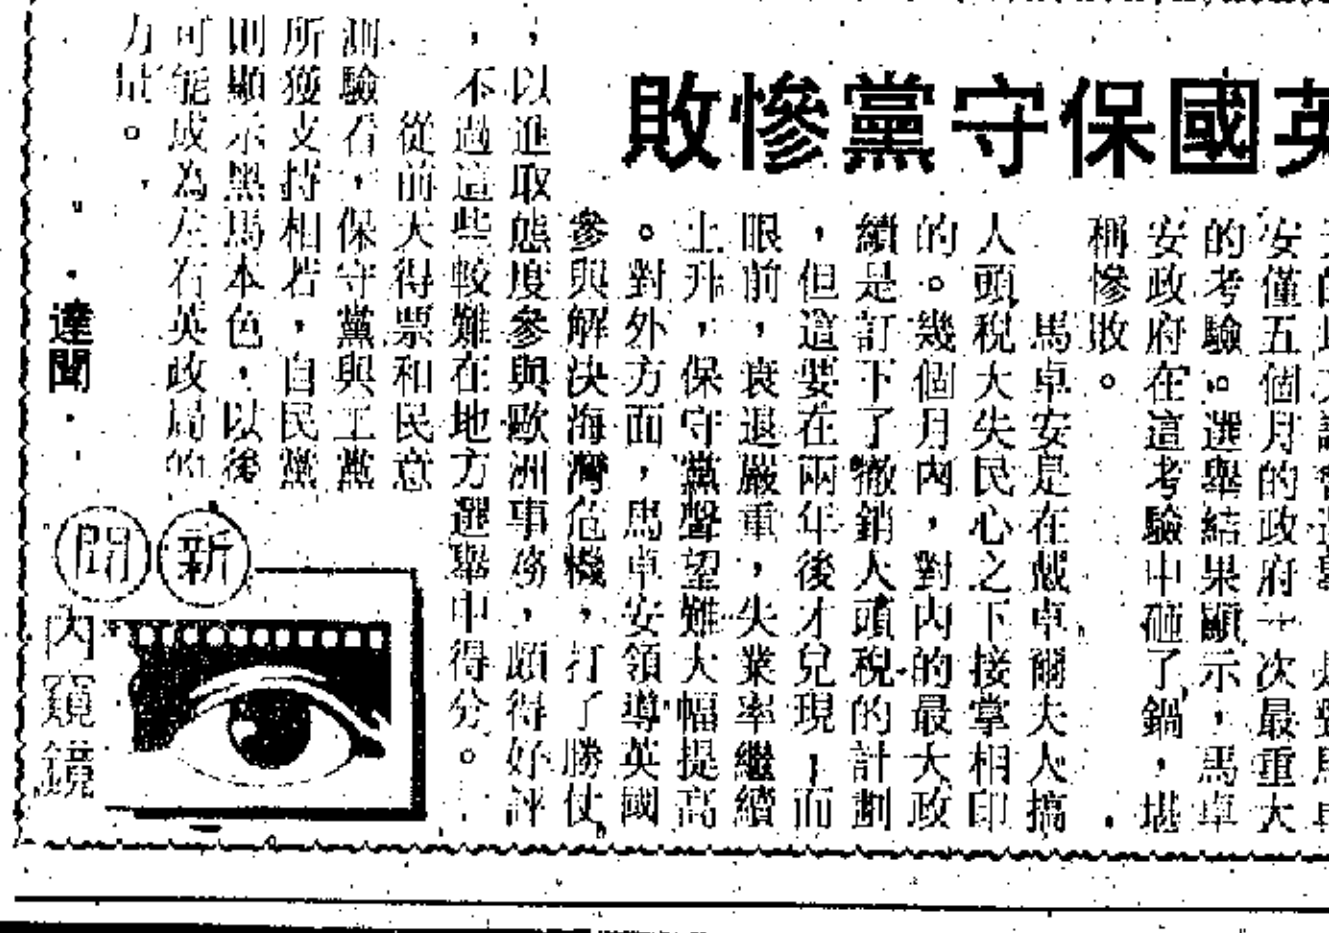 英國保守黨慘敗
安僅五個月的政府一次最重大
的考驗。選舉結果顯示，馬卓
安政府在這考驗中砸了鍋，堪
稱慘敗。
馬卓安是在戴卓爾夫人搞
人頭稅大失民心之下接掌相印
的。幾個月內，對內的最大政
績是訂下了撤銷人頭稅的計劃
，但這要在兩年後才兌現，而
眼前，衰退嚴重，失業率繼續
上升，保守黨聲望難大幅提高
。對外方面，馬卓安領導英國
參與解決海灣危機，打了勝仗
，以進取態度參與歐洲事務，頗得好評
，不過這些較難在地方選舉中得分。
從前天得票和民意
測驗看，保守黨與工黨
所獲支持相若，自民黨
則顯示黑馬本色，以後
可能成為左右英政局的
力量。
·達聞·
新聞
內窺鏡